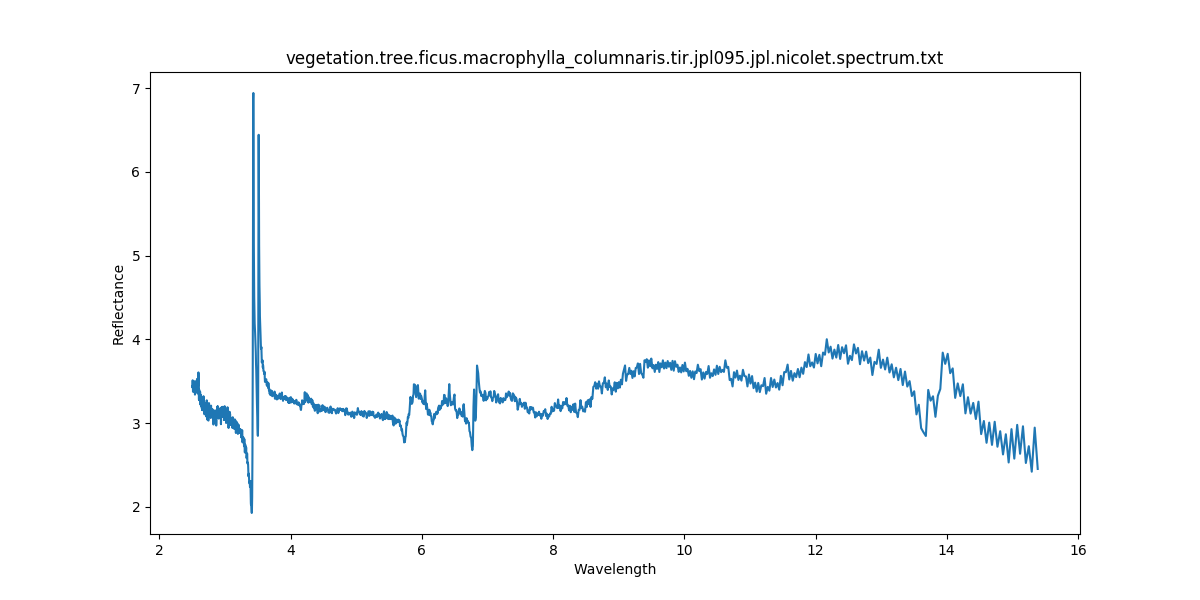 vegetation.tree.ficus.macrophylla_columnaris.tir.jpl095.jpl.nicolet.spectrum.txt
7
6
5
4
3
2
Reflectance
2 4 6 8 10 12 14 16
Wavelength